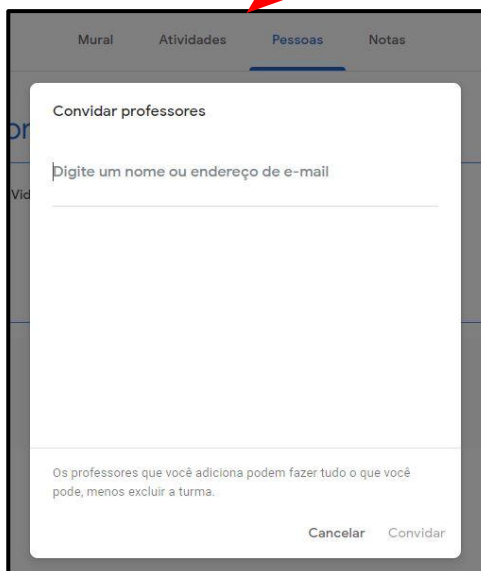 Mural Atividades Pessoas Notas
Convidar professores
Digite um nome ou endereço de e-mail
Vid
Os professores que você adiciona podem fazer tudo o que você
pode, menos excluir a turma.
Cancelar Convidar